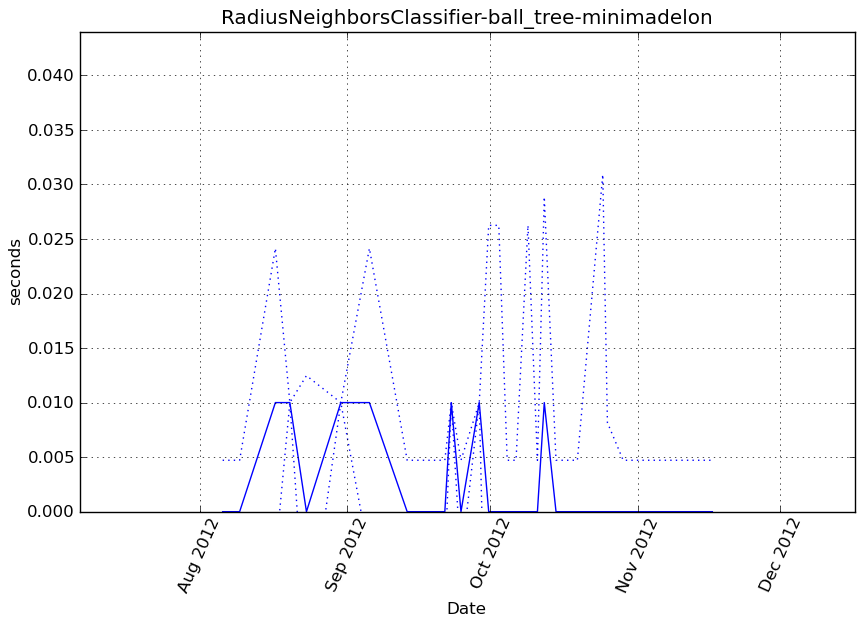 RadiusNeighborsClassifier-ball_tree-minimadelon
0.040
0.035
0.030
0.025
0.020
0.015
0.010
0.005
0.000
seconds
Aug 2012
Sep 2012
Oct 2012
Nov 2012
Dec 2012
Date